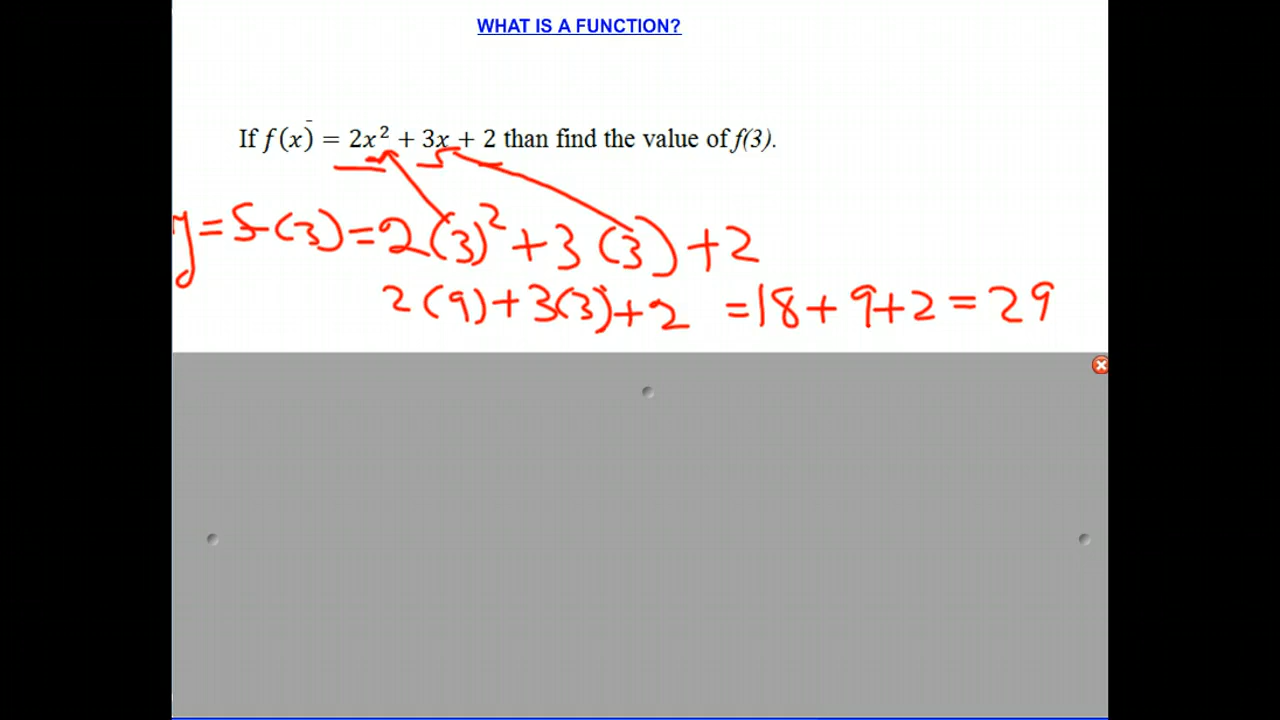 WHAT IS A FUNCTION?
If f(x) = 2x² + 3x + 2 than find the value of f(3).
y = f(3) = 2(3)² + 3(3) + 2
2(9) + 3(3) + 2 = 18 + 9 + 2 = 29